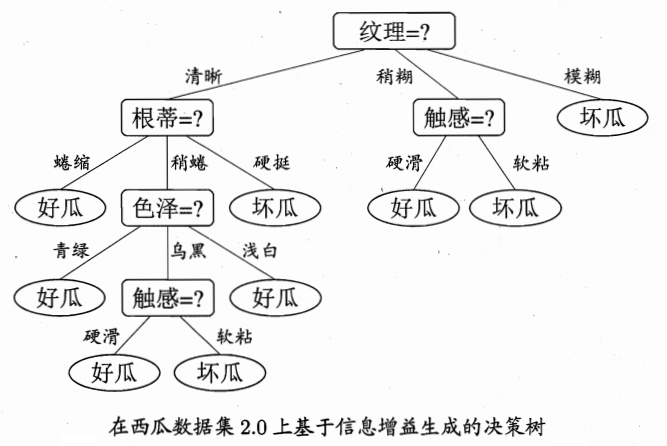 纹理=?
清晰
稍糊
模糊
根蒂=?
触感=?
坏瓜
蜷缩
稍蜷
硬挺
硬滑
软粘
好瓜
色泽=?
坏瓜
好瓜
坏瓜
青绿
乌黑
浅白
好瓜
触感=?
好瓜
硬滑
软粘
好瓜
坏瓜
在西瓜数据集 2.0 上基于信息增益生成的决策树